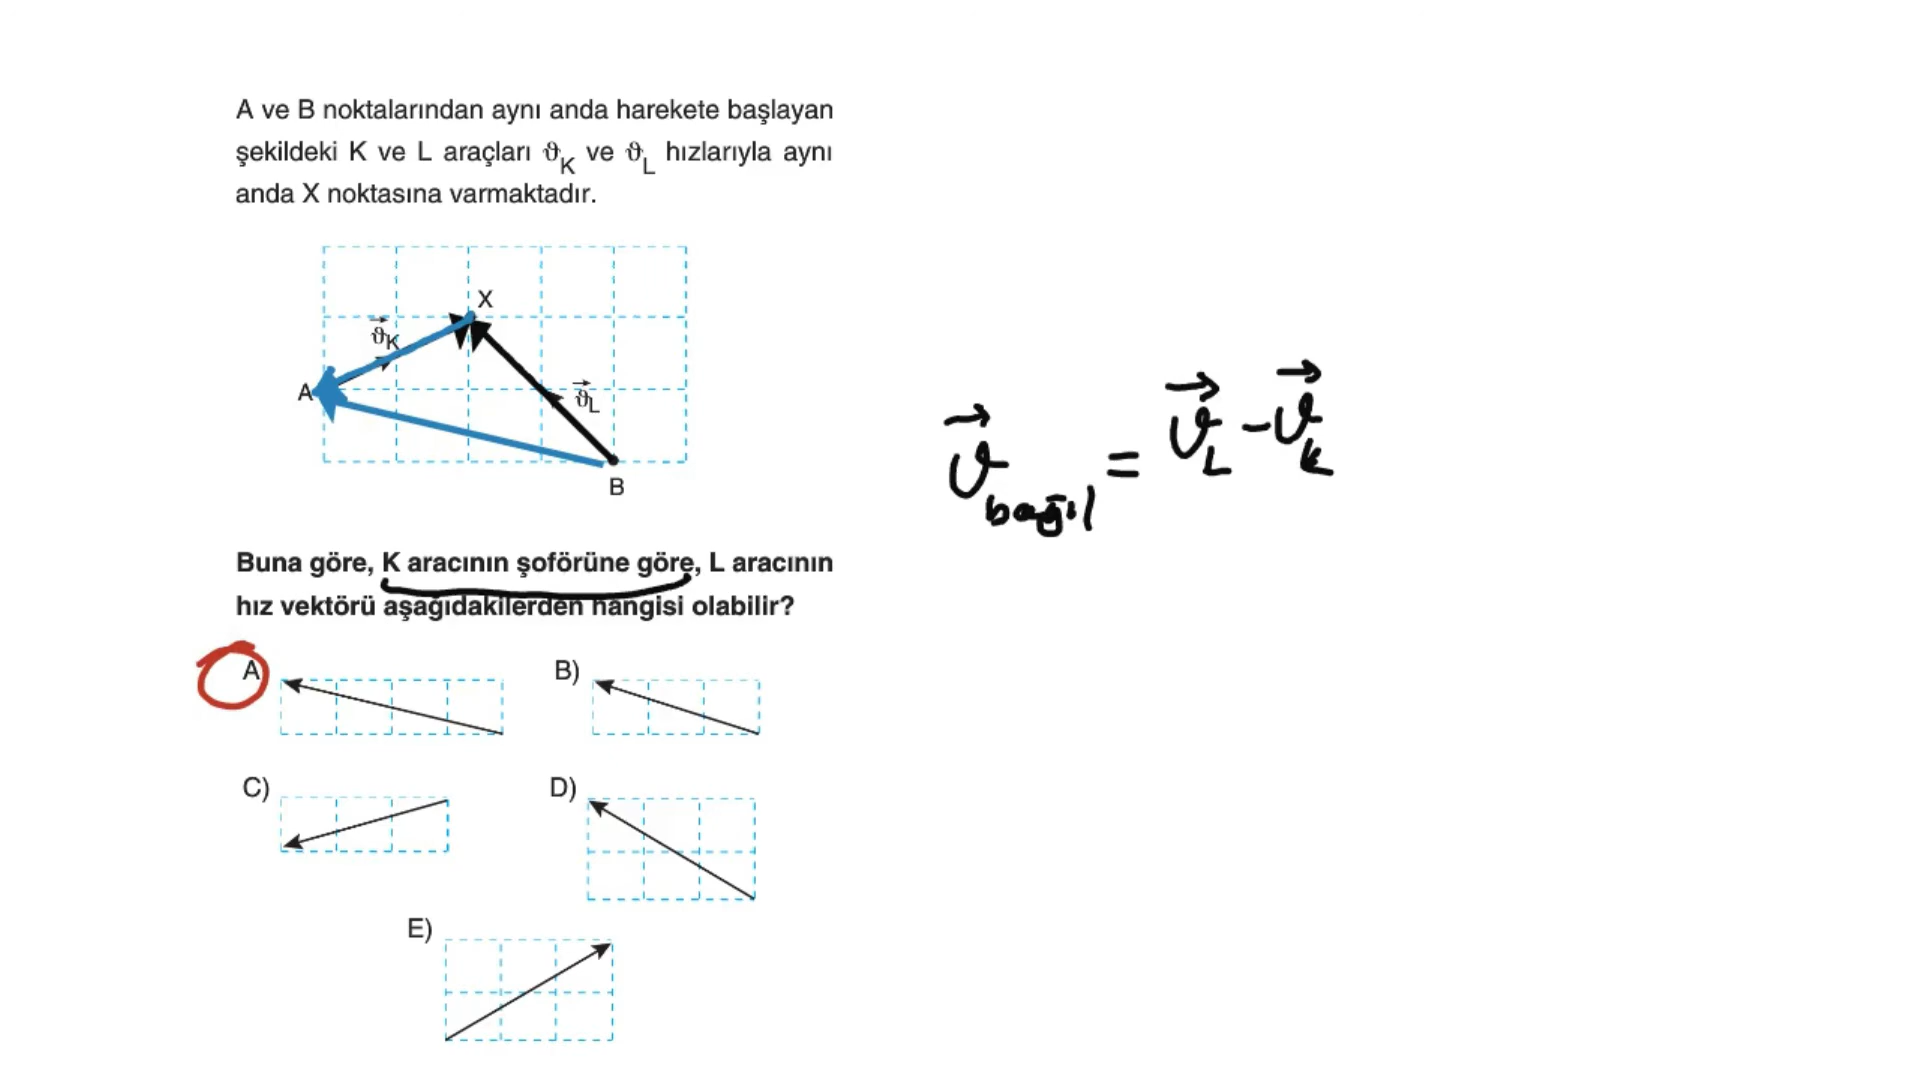 A ve B noktalarından aynı anda harekete başlayan
şekildeki K ve L araçları ϑK ve ϑL hızlarıyla aynı
anda X noktasına varmaktadır.
X
ϑK
A
ϑL
B
ϑbağıl = ϑL - ϑk
Buna göre, K aracının şoförüne göre, L aracının
hız vektörü aşağıdakilerden hangisi olabilir?
A
B)
C)
D)
E)